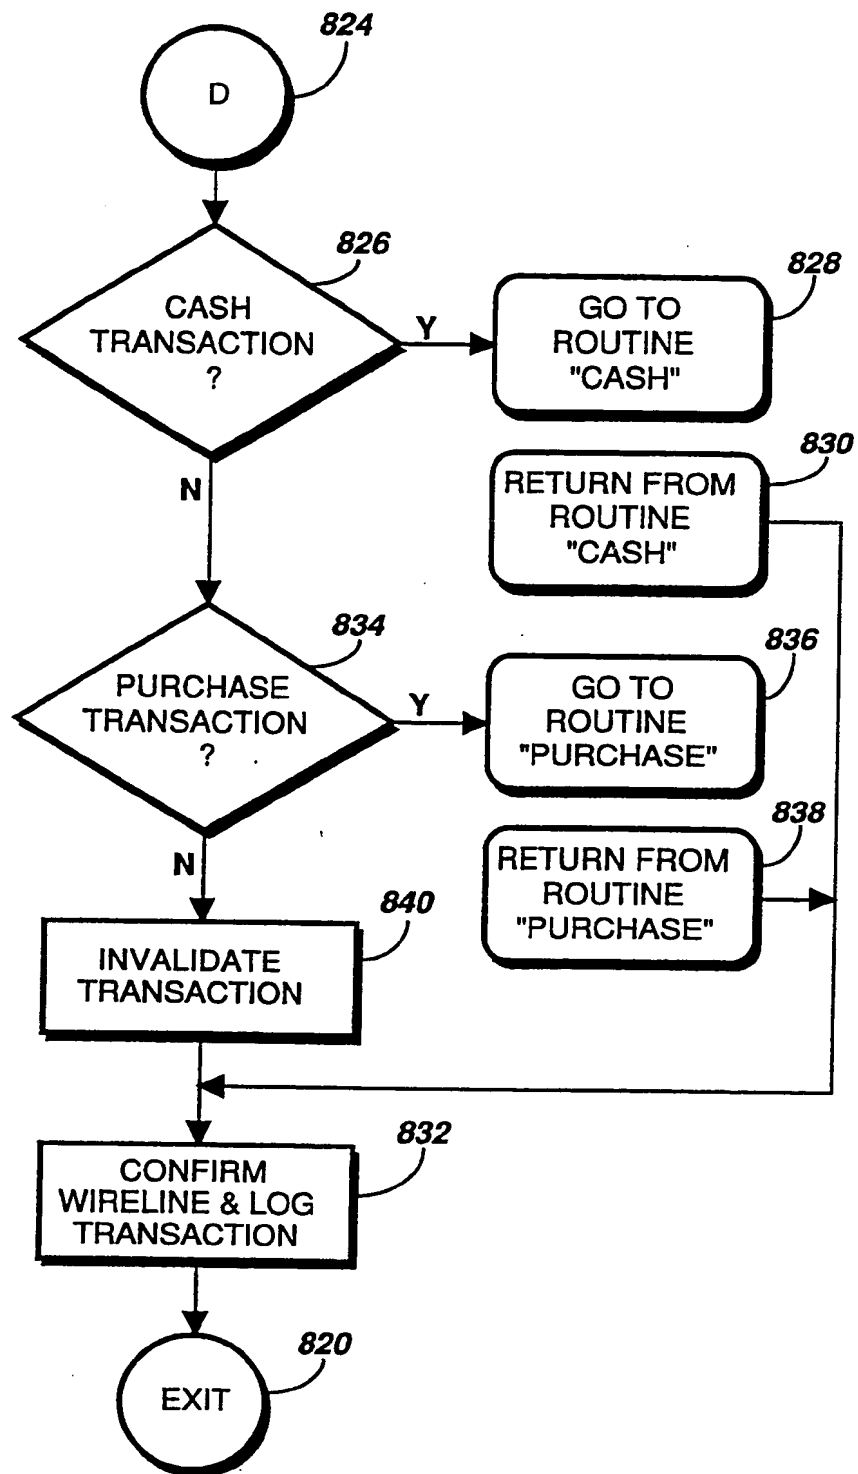 824
D
826
CASH
TRANSACTION
?
Y
828
GO TO
ROUTINE
"CASH"
N
830
RETURN FROM
ROUTINE
"CASH"
834
PURCHASE
TRANSACTION
?
Y
836
GO TO
ROUTINE
"PURCHASE"
N
838
RETURN FROM
ROUTINE
"PURCHASE"
840
INVALIDATE
TRANSACTION
832
CONFIRM
WIRELINE & LOG
TRANSACTION
820
EXIT